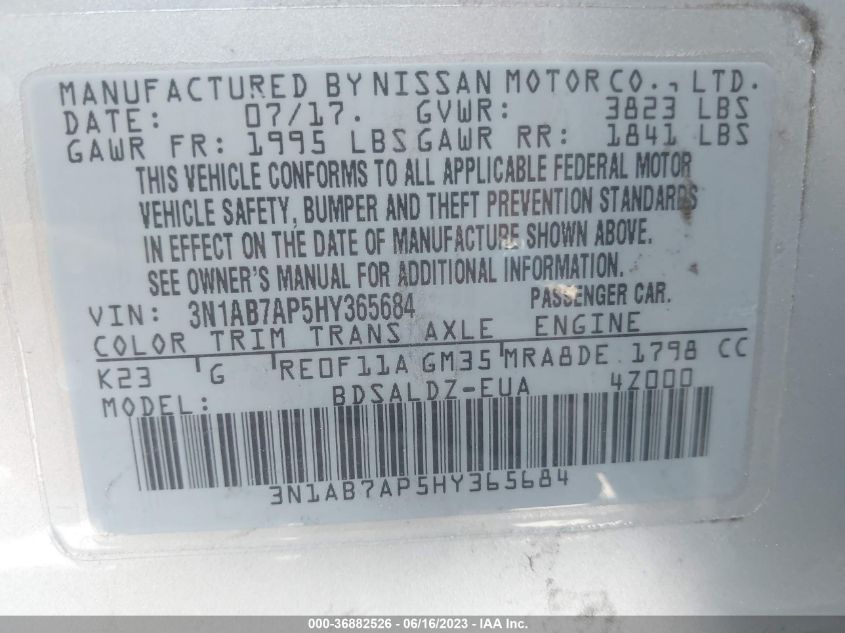 MANUFACTURED BY NISSAN MOTOR CO., LTD.
DATE: 07/17. GVWR: 3823 LBS
GAWR FR: 1995 LBS GAWR RR: 1841 LBS
THIS VEHICLE CONFORMS TO ALL APPLICABLE FEDERAL MOTOR
VEHICLE SAFETY, BUMPER AND THEFT PREVENTION STANDARDS
IN EFFECT ON THE DATE OF MANUFACTURE SHOWN ABOVE.
SEE OWNER'S MANUAL FOR ADDITIONAL INFORMATION.
VIN: 3N1AB7AP5HY365684 PASSENGER CAR.
COLOR TRIM TRANS AXLE ENGINE
K23 G RE0F11A GM35 MRA8DE 1798 CC
MODEL: BDSALDZ-EUA 4Z000
3N1AB7AP5HY365684
000-36882526 - 06/16/2023 - IAA Inc.